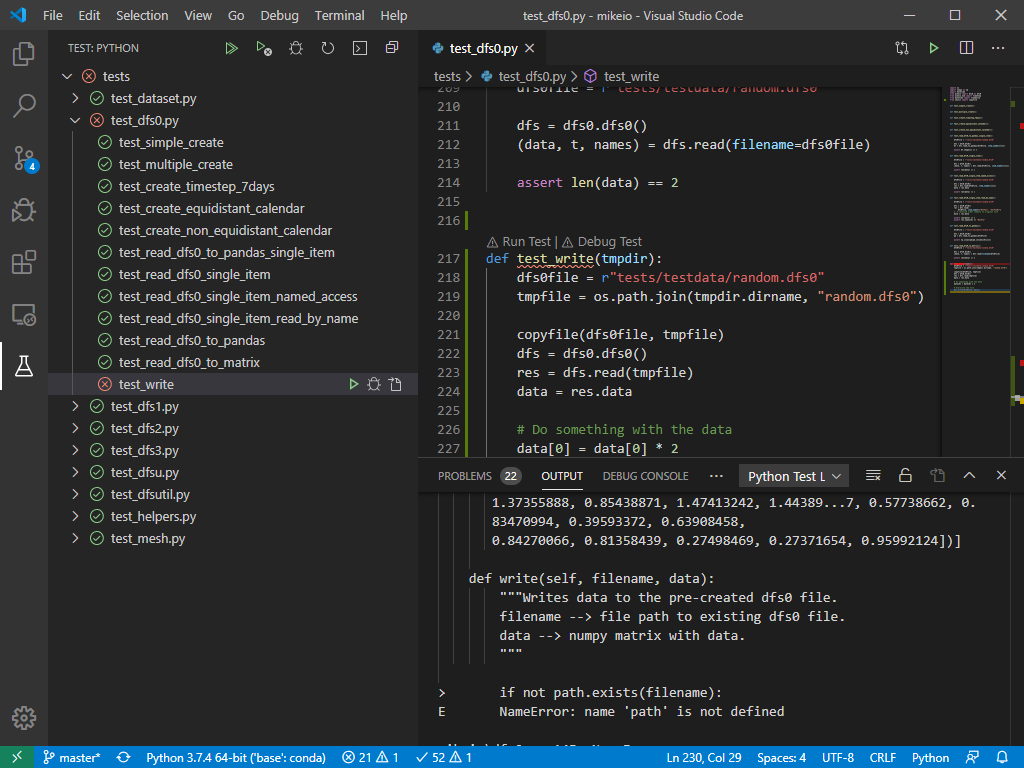 File Edit Selection View Go Debug Terminal Help test_dfs0.py - mikeio - Visual Studio Code
TEST: PYTHON
tests
test_dataset.py
test_dfs0.py
test_simple_create
test_multiple_create
test_create_timestep_7days
test_create_equidistant_calendar
test_create_non_equidistant_calendar
test_read_dfs0_to_pandas_single_item
test_read_dfs0_single_item
test_read_dfs0_single_item_named_access
test_read_dfs0_single_item_read_by_name
test_read_dfs0_to_pandas
test_read_dfs0_to_matrix
test_write
test_dfs1.py
test_dfs2.py
test_dfs3.py
test_dfsu.py
test_dfsutil.py
test_helpers.py
test_mesh.py
4
test_dfs0.py
tests > test_dfs0.py > test_write
209 dfs0file = r"tests/testdata/random.dfs0"
210
211 dfs = dfs0.dfs0()
212 (data, t, names) = dfs.read(filename=dfs0file)
213
214 assert len(data) == 2
215
216
Run Test | Debug Test
217 def test_write(tmpdir):
218 dfs0file = r"tests/testdata/random.dfs0"
219 tmpfile = os.path.join(tmpdir.dirname, "random.dfs0")
220
221 copyfile(dfs0file, tmpfile)
222 dfs = dfs0.dfs0()
223 res = dfs.read(tmpfile)
224 data = res.data
225
226 # Do something with the data
227 data[0] = data[0] * 2
PROBLEMS 22 OUTPUT DEBUG CONSOLE ··· Python Test L
1.37355888, 0.85438871, 1.47413242, 1.44389...7, 0.57738662, 0.
83470994, 0.39593372, 0.63908458,
0.84270066, 0.81358439, 0.27498469, 0.27371654, 0.95992124])]
def write(self, filename, data):
"""Writes data to the pre-created dfs0 file.
filename --> file path to existing dfs0 file.
data --> numpy matrix with data.
"""
> if not path.exists(filename):
E NameError: name 'path' is not defined
master* Python 3.7.4 64-bit ('base': conda) 21 1 52 1 Ln 230, Col 29 Spaces: 4 UTF-8 CRLF Python